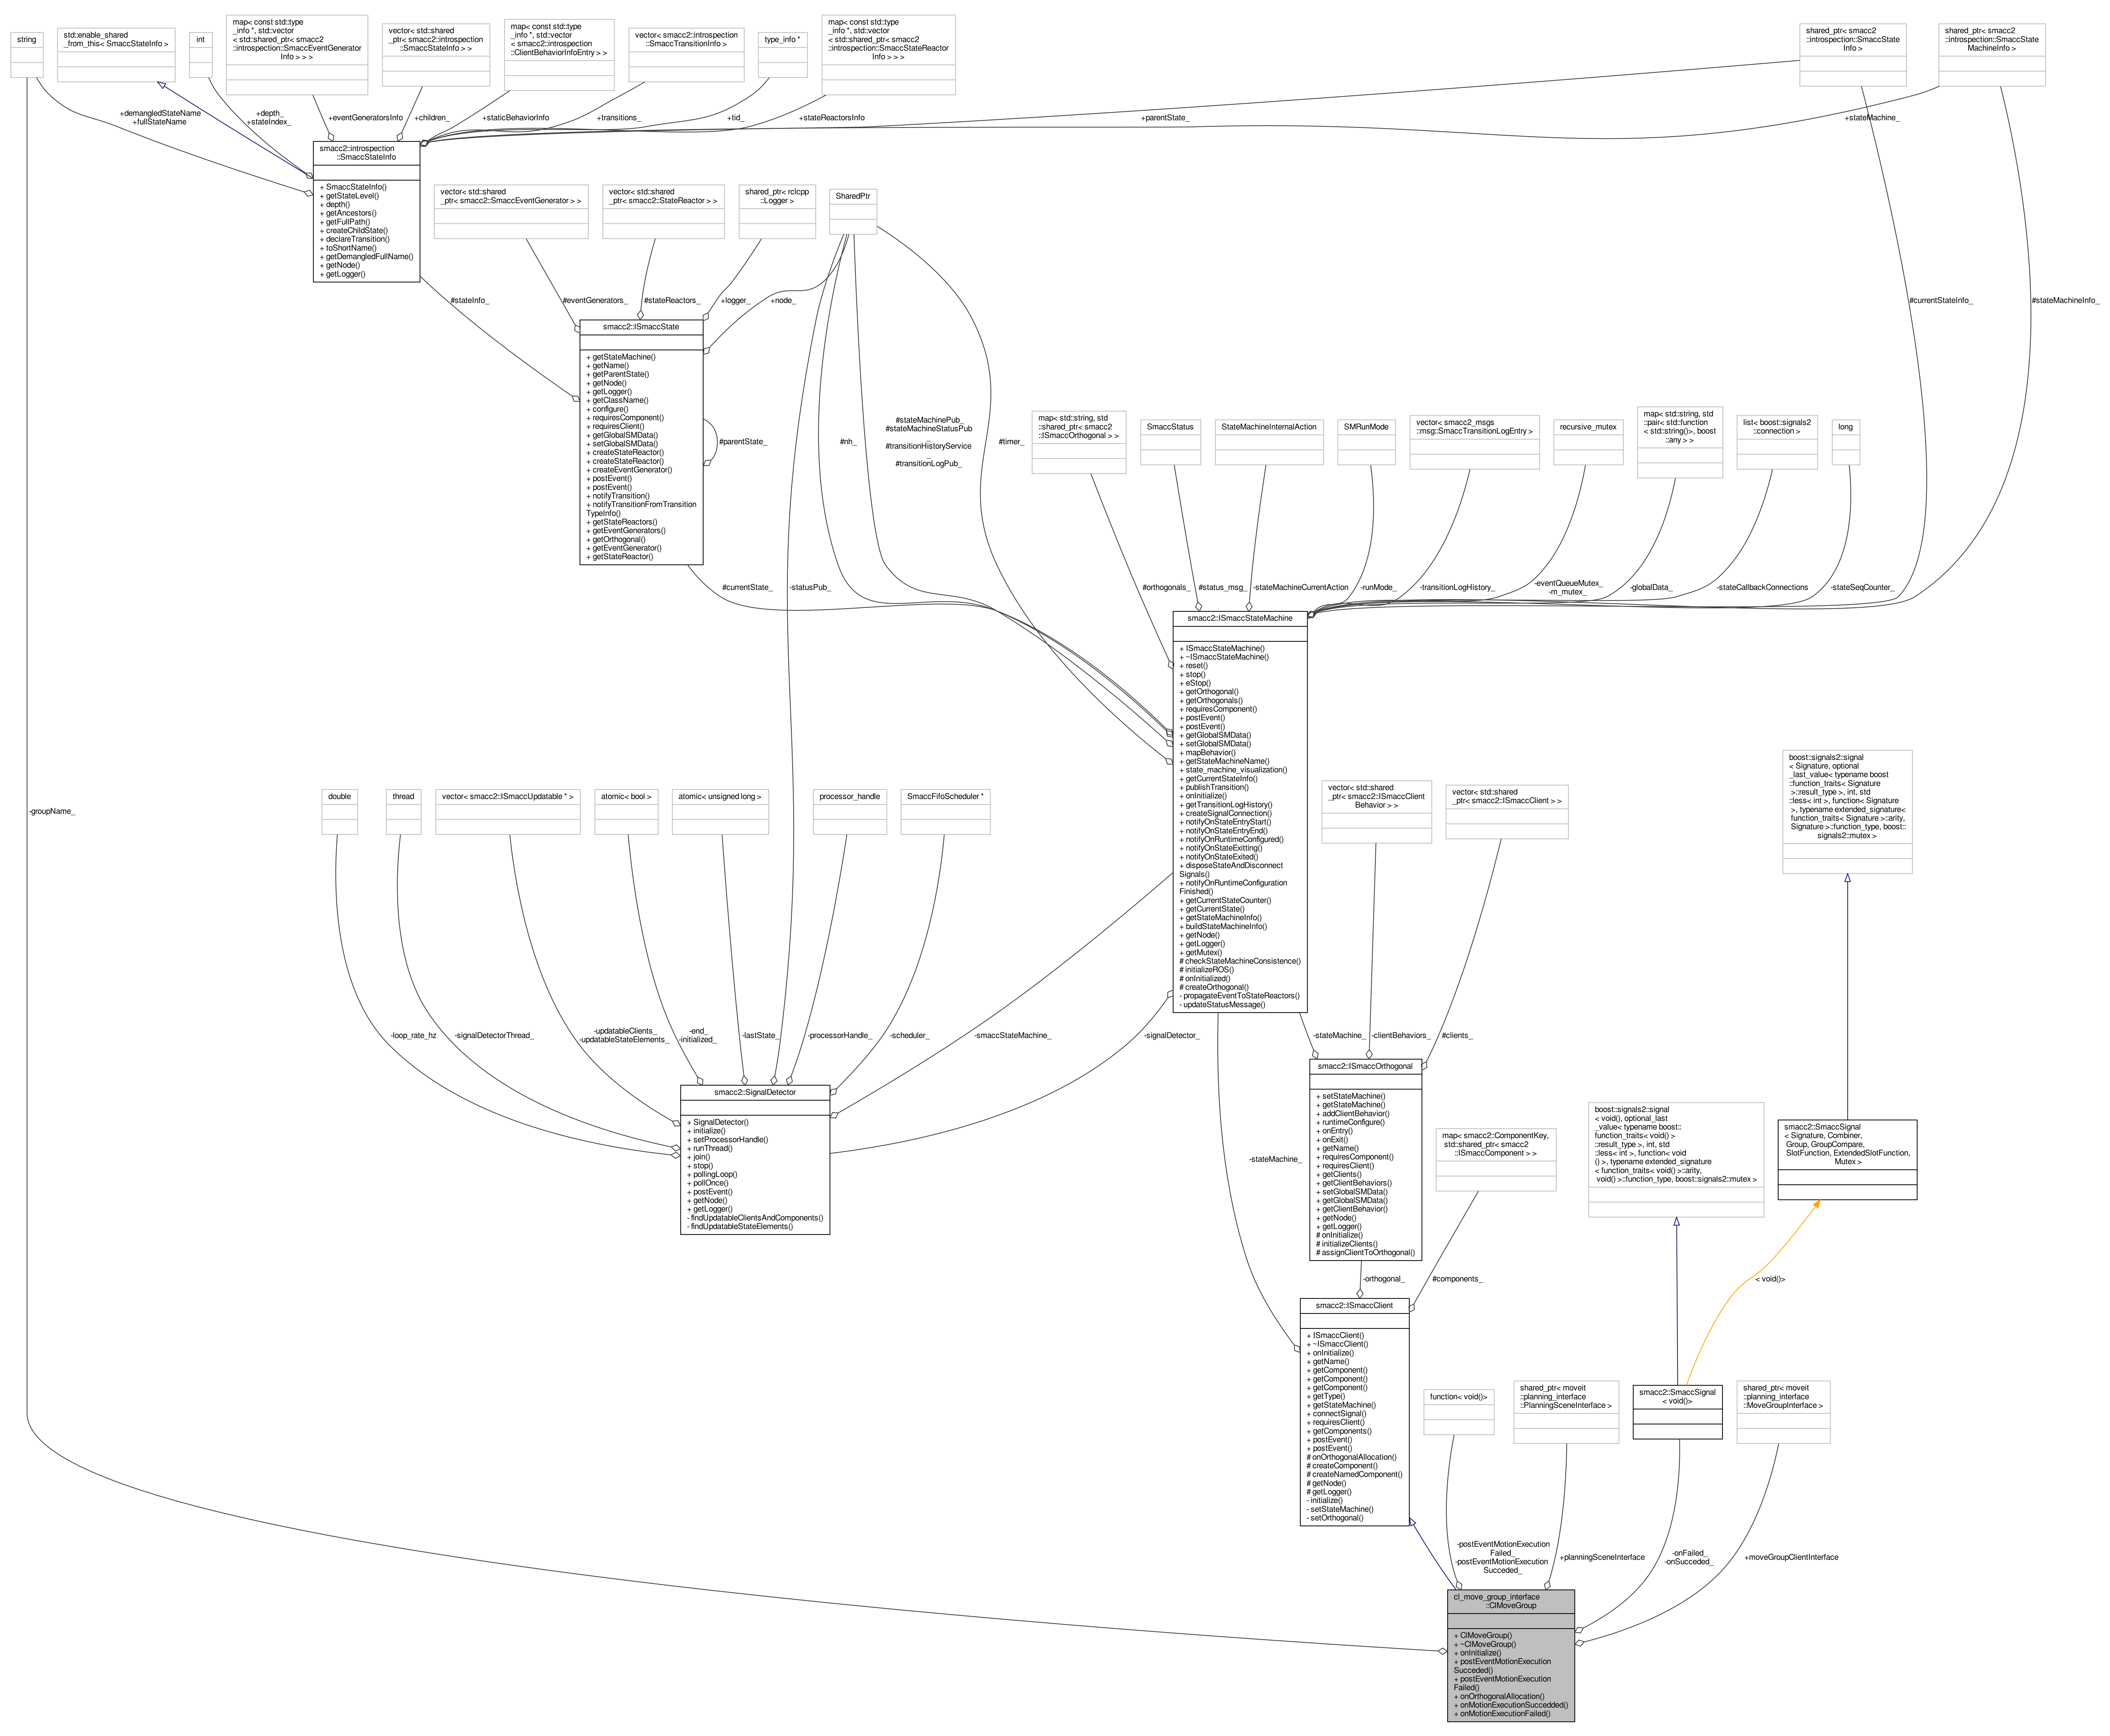 string
std::enable_shared
_from_this< SmaccStateInfo >
int
map< const std::type
_info *, std::vector
< std::shared_ptr< smacc2
::introspection::SmaccEventGenerator
Info > > >
vector< std::shared
_ptr< smacc2::introspection
::SmaccStateInfo > >
map< const std::type
_info *, std::vector
< smacc2::introspection
::ClientBehaviorInfoEntry > >
vector< smacc2::introspection
::SmaccTransitionInfo >
type_info *
map< const std::type
_info *, std::vector
< std::shared_ptr< smacc2
::introspection::SmaccStateReactor
Info > > >
shared_ptr< smacc2
::introspection::SmaccState
Info >
shared_ptr< smacc2
::introspection::SmaccState
MachineInfo >
+demangledStateName
+fullStateName
+depth_
+stateIndex_
+eventGeneratorsInfo
+children_
+staticBehaviorInfo
+transitions_
+tid_
+stateReactorsInfo
+parentState_
+stateMachine_
smacc2::introspection
::SmaccStateInfo
+ SmaccStateInfo()
+ getStateLevel()
+ depth()
+ getAncestors()
+ getFullPath()
+ createChildState()
+ declareTransition()
+ toShortName()
+ getDemangledFullName()
+ getNode()
+ getLogger()
vector< std::shared
_ptr< smacc2::SmaccEventGenerator > >
vector< std::shared
_ptr< smacc2::StateReactor > >
shared_ptr< rclcpp
::Logger >
SharedPtr
#stateInfo_
#eventGenerators_
#stateReactors_
+logger_
+node_
#currentStateInfo_
#stateMachineInfo_
smacc2::ISmaccState
+ getStateMachine()
+ getName()
+ getParentState()
+ getNode()
+ getLogger()
+ getClassName()
+ configure()
+ requiresComponent()
+ requiresClient()
+ getGlobalSMData()
+ setGlobalSMData()
+ createStateReactor()
+ createStateReactor()
+ createEventGenerator()
+ postEvent()
+ postEvent()
+ notifyTransition()
+ notifyTransitionFromTransition
TypeInfo()
+ getStateReactors()
+ getEventGenerators()
+ getOrthogonal()
+ getEventGenerator()
+ getStateReactor()
#parentState_
#nh_
#stateMachinePub_
#stateMachineStatusPub
_
#transitionHistoryService
_
#transitionLogPub_
#timer_
map< std::string, std
::shared_ptr< smacc2
::ISmaccOrthogonal > >
SmaccStatus
StateMachineInternalAction
SMRunMode
vector< smacc2_msgs
::msg::SmaccTransitionLogEntry >
recursive_mutex
map< std::string, std
::pair< std::function
< std::string()>, boost
::any > >
list< boost::signals2
::connection >
long
#currentState_
-statusPub_
#orthogonals_
#status_msg_
-stateMachineCurrentAction
-runMode_
-transitionLogHistory_
-eventQueueMutex_
-m_mutex_
-globalData_
-stateCallbackConnections
-stateSeqCounter_
smacc2::ISmaccStateMachine
+ ISmaccStateMachine()
+ ~ISmaccStateMachine()
+ reset()
+ stop()
+ eStop()
+ getOrthogonal()
+ getOrthogonals()
+ requiresComponent()
+ postEvent()
+ postEvent()
+ getGlobalSMData()
+ setGlobalSMData()
+ mapBehavior()
+ getStateMachineName()
+ state_machine_visualization()
+ getCurrentStateInfo()
+ publishTransition()
+ onInitialize()
+ getTransitionLogHistory()
+ createSignalConnection()
+ notifyOnStateEntryStart()
+ notifyOnStateEntryEnd()
+ notifyOnRuntimeConfigured()
+ notifyOnStateExitting()
+ notifyOnStateExited()
+ disposeStateAndDisconnect
Signals()
+ notifyOnRuntimeConfiguration
Finished()
+ getCurrentStateCounter()
+ getCurrentState()
+ getStateMachineInfo()
+ buildStateMachineInfo()
+ getNode()
+ getLogger()
+ getMutex()
# checkStateMachineConsistence()
# initializeROS()
# onInitialized()
# createOrthogonal()
- propagateEventToStateReactors()
- updateStatusMessage()
-groupName_
double
thread
vector< smacc2::ISmaccUpdatable * >
atomic< bool >
atomic< unsigned long >
processor_handle
SmaccFifoScheduler *
vector< std::shared
_ptr< smacc2::ISmaccClient
Behavior > >
vector< std::shared
_ptr< smacc2::ISmaccClient > >
boost::signals2::signal
< Signature, optional
_last_value< typename boost
::function_traits< Signature
 >::result_type >, int, std
::less< int >, function< Signature
 >, typename extended_signature<
 function_traits< Signature >::arity,
 Signature >::function_type, boost::
signals2::mutex >
-loop_rate_hz
-signalDetectorThread_
-updatableClients_
-updatableStateElements_
-end_
-initialized_
-lastState_
-processorHandle_
-scheduler_
-smaccStateMachine_
-signalDetector_
-stateMachine_
-clientBehaviors_
#clients_
smacc2::SignalDetector
+ SignalDetector()
+ initialize()
+ setProcessorHandle()
+ runThread()
+ join()
+ stop()
+ pollingLoop()
+ pollOnce()
+ postEvent()
+ getNode()
+ getLogger()
- findUpdatableClientsAndComponents()
- findUpdatableStateElements()
smacc2::ISmaccOrthogonal
+ setStateMachine()
+ getStateMachine()
+ addClientBehavior()
+ runtimeConfigure()
+ onEntry()
+ onExit()
+ getName()
+ requiresComponent()
+ requiresClient()
+ getClients()
+ getClientBehaviors()
+ setGlobalSMData()
+ getGlobalSMData()
+ getClientBehavior()
+ getNode()
+ getLogger()
# onInitialize()
# initializeClients()
# assignClientToOrthogonal()
map< smacc2::ComponentKey,
 std::shared_ptr< smacc2
::ISmaccComponent > >
boost::signals2::signal
< void(), optional_last
_value< typename boost::
function_traits< void()
 >::result_type >, int, std
::less< int >, function< void
() >, typename extended_signature
< function_traits< void() >::arity,
 void() >::function_type, boost::signals2::mutex >
smacc2::SmaccSignal
< Signature, Combiner,
 Group, GroupCompare,
 SlotFunction, ExtendedSlotFunction,
 Mutex >
-stateMachine_
-orthogonal_
#components_
< void()>
smacc2::ISmaccClient
+ ISmaccClient()
+ ~ISmaccClient()
+ onInitialize()
+ getName()
+ getComponent()
+ getComponent()
+ getComponent()
+ getType()
+ getStateMachine()
+ connectSignal()
+ requiresClient()
+ getComponents()
+ postEvent()
+ postEvent()
# onOrthogonalAllocation()
# createComponent()
# createNamedComponent()
# getNode()
# getLogger()
- initialize()
- setStateMachine()
- setOrthogonal()
function< void()>
shared_ptr< moveit
::planning_interface
::PlanningSceneInterface >
smacc2::SmaccSignal
< void()>
shared_ptr< moveit
::planning_interface
::MoveGroupInterface >
-postEventMotionExecution
Failed_
-postEventMotionExecution
Succeded_
+planningSceneInterface
-onFailed_
-onSucceded_
+moveGroupClientInterface
cl_move_group_interface
::ClMoveGroup
+ ClMoveGroup()
+ ~ClMoveGroup()
+ onInitialize()
+ postEventMotionExecution
Succeded()
+ postEventMotionExecution
Failed()
+ onOrthogonalAllocation()
+ onMotionExecutionSuccedded()
+ onMotionExecutionFailed()